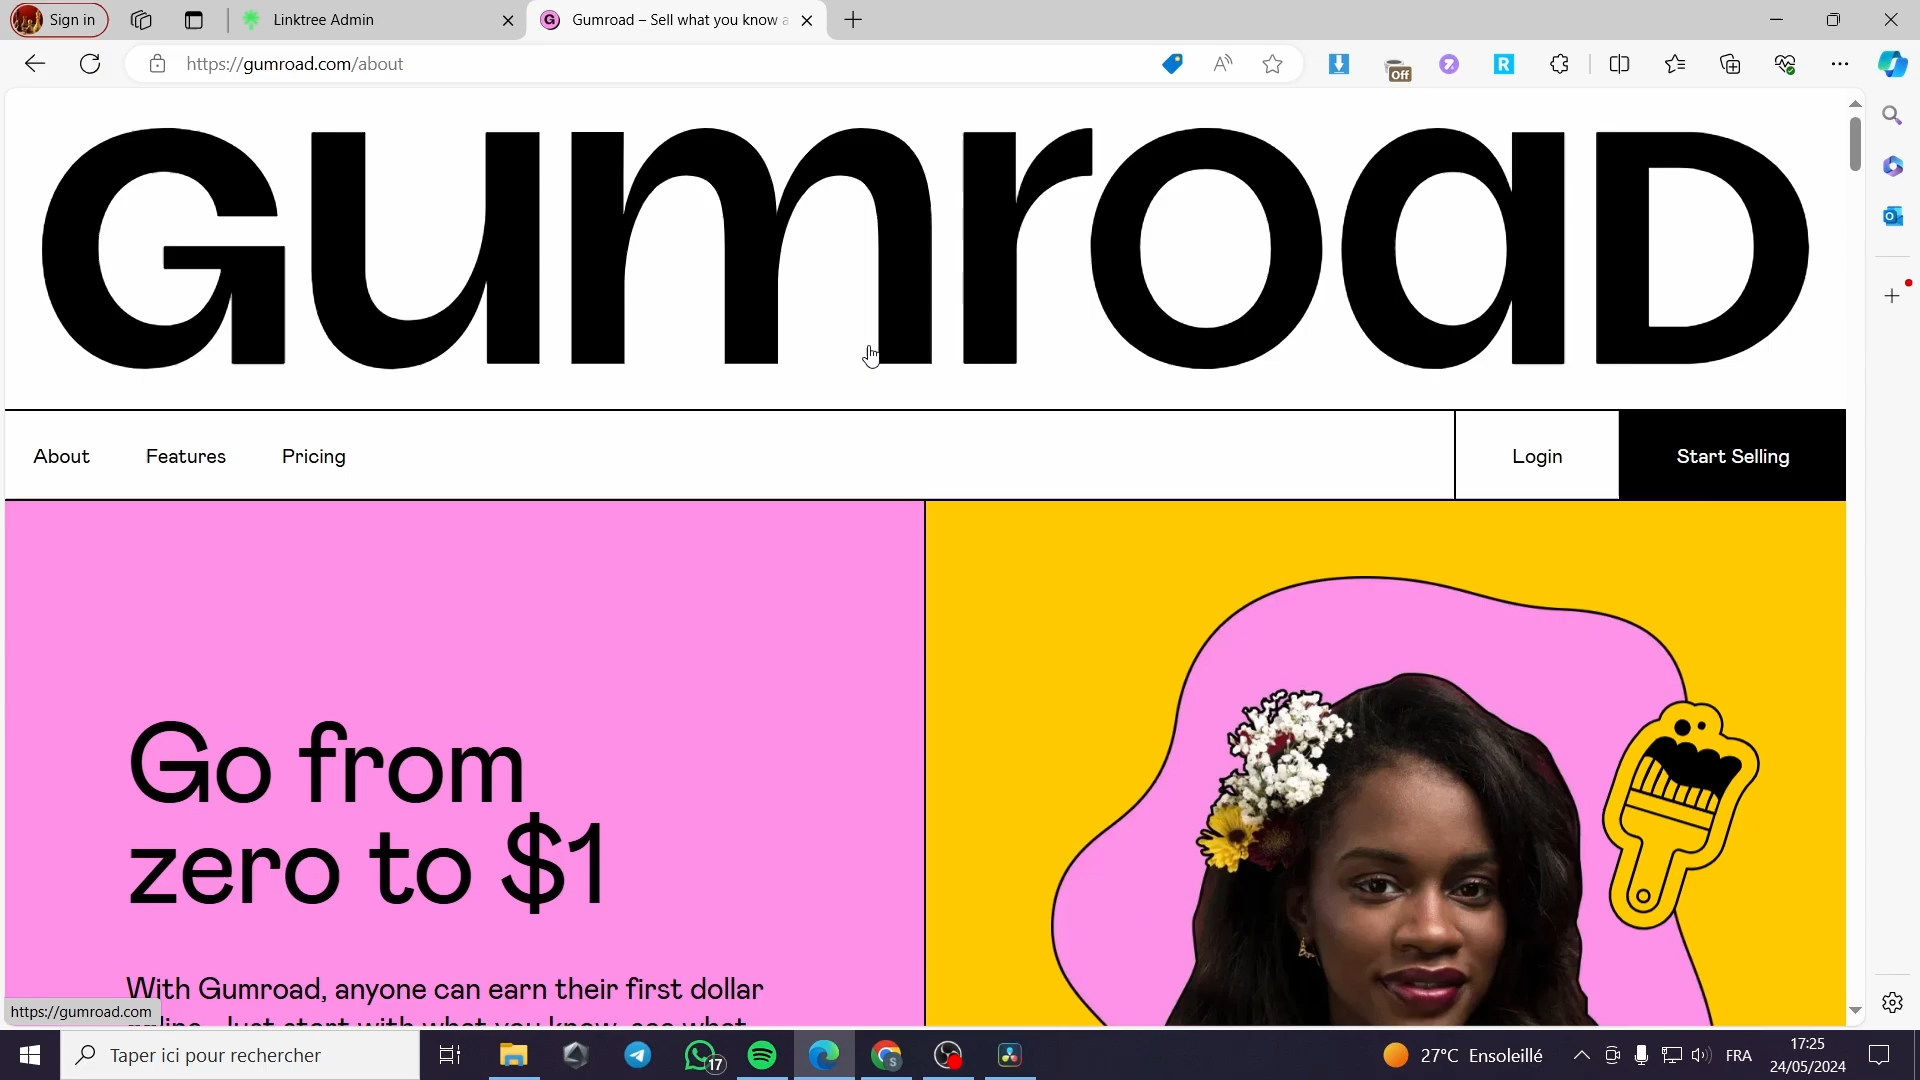 Sign in
Linktree Admin
Gumroad – Sell what you know a
https://gumroad.com/about
Off
Gumroad
About
Features
Pricing
Login
Start Selling
Go from
zero to $1
With Gumroad, anyone can earn their first dollar
https://gumroad.com
Taper ici pour rechercher
17
27°C Ensoleillé
FRA
17:25
24/05/2024